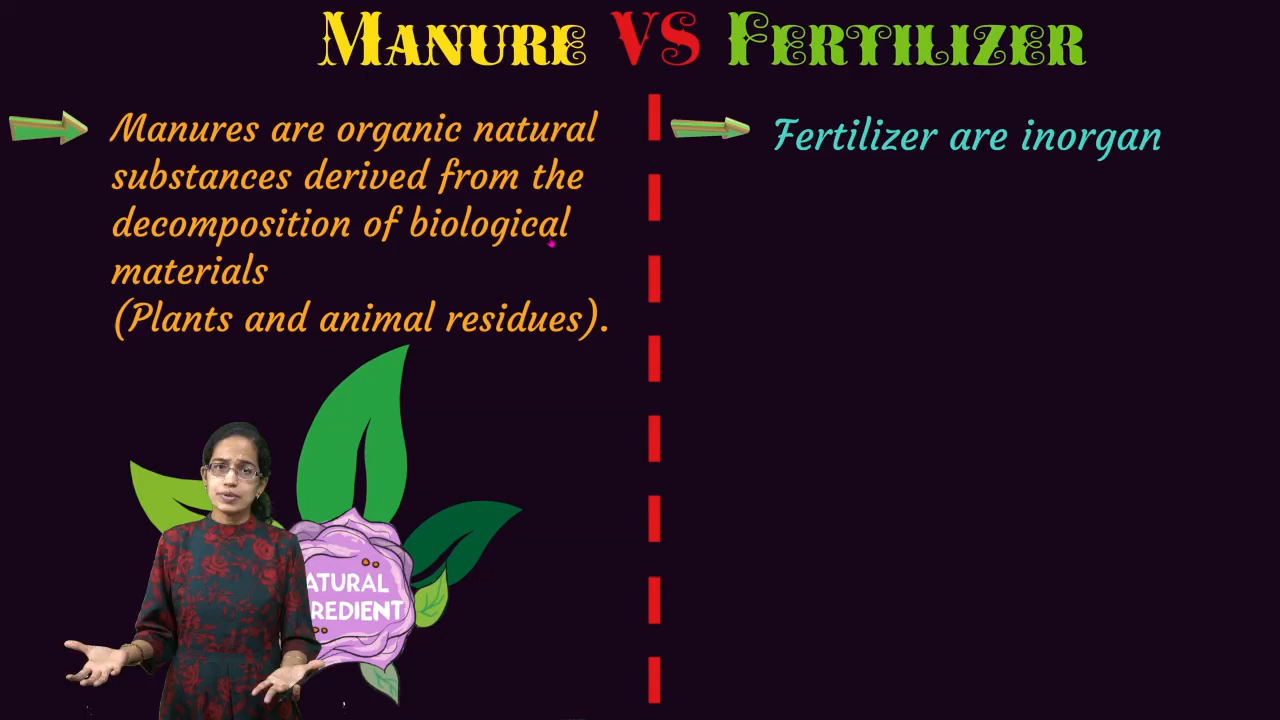 MANURE VS FERTILIZER
Manures are organic natural
substances derived from the
decomposition of biological
materials
(Plants and animal residues).
Fertilizer are inorgan
ATURAL
REDIENT